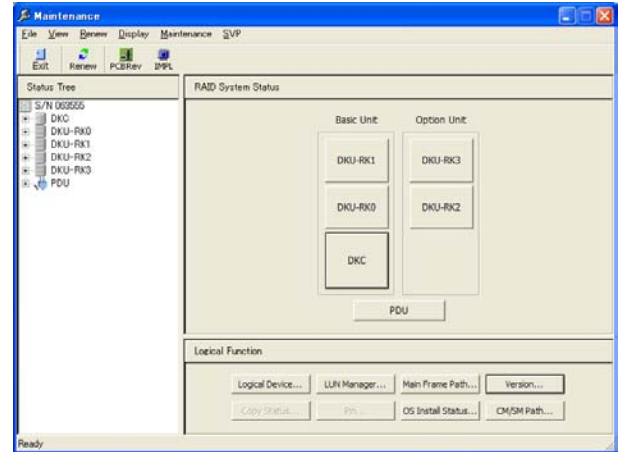 Maintenance
File View Renew Display Maintenance SVP
Exit Renew PCBRev IMPL
Status Tree
S/N 063555
DKC
DKU-RK0
DKU-RK1
DKU-RK2
DKU-RK3
PDU
RAID System Status
Basic Unit Option Unit
DKU-RK1 DKU-RK3
DKU-RK0 DKU-RK2
DKC
PDU
Logical Function
Logical Device... LUN Manager... Main Frame Path... Version...
Copy Status... Pin... OS Install Status... CM/SM Path...
Ready